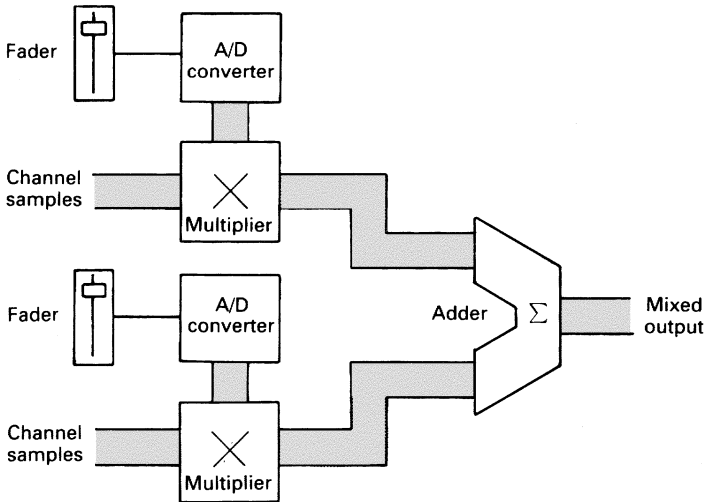 Fader
A/D
converter
Channel
samples
Multiplier
Fader
A/D
converter
Adder
Σ
Mixed
output
Channel
samples
Multiplier